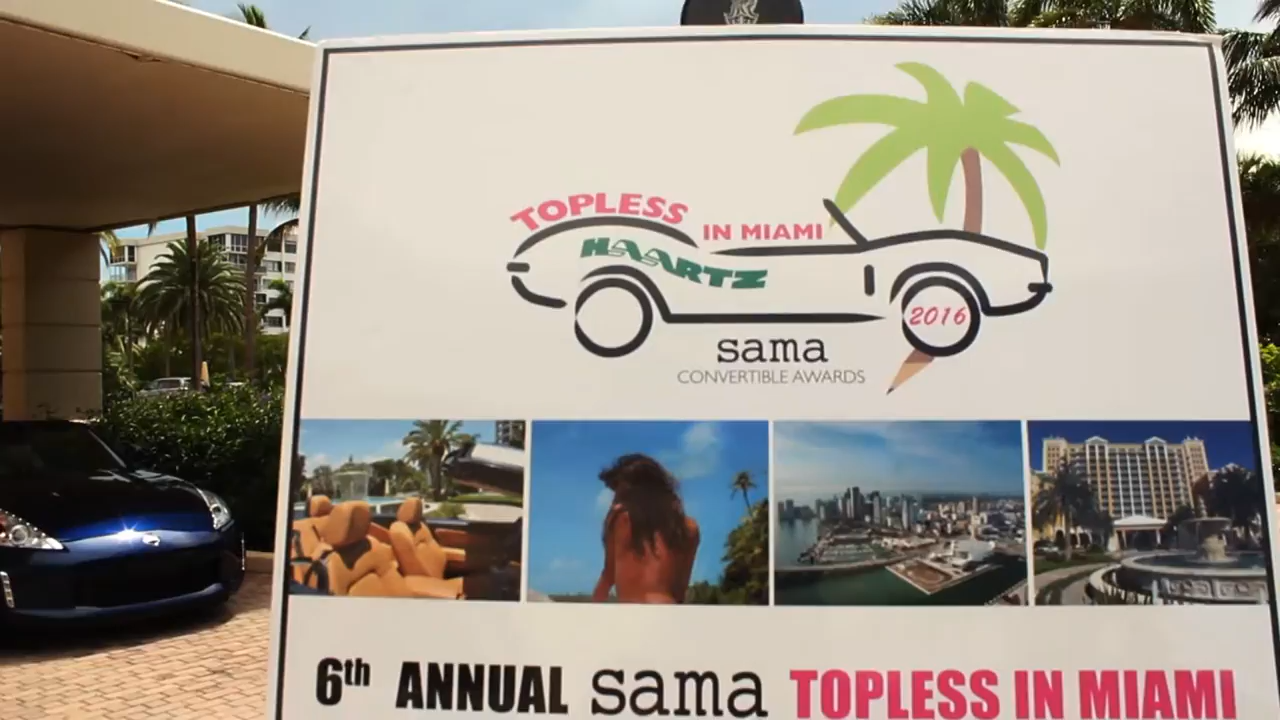 TOPLESS
IN MIAMI
HAARTZ
2016
sama
CONVERTIBLE AWARDS
6th ANNUAL sama TOPLESS IN MIAMI